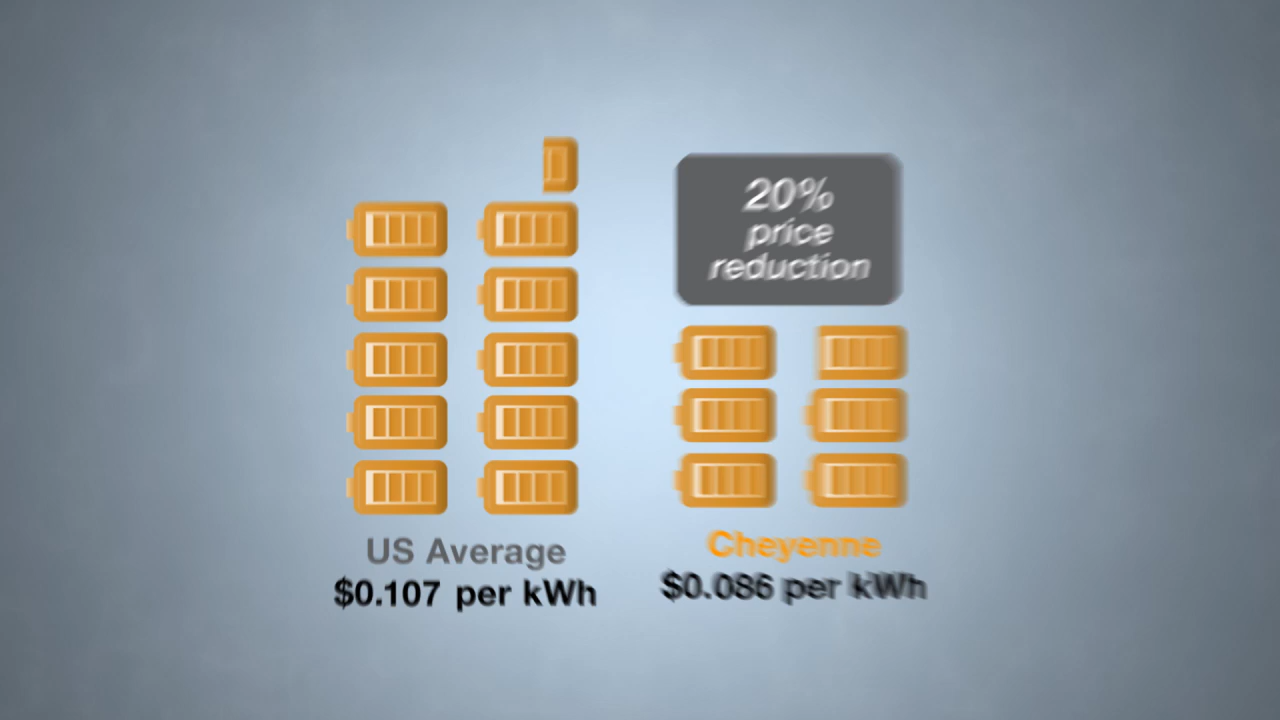 20%
price
reduction
US Average
$0.107 per kWh
Cheyenne
$0.086 per kWh